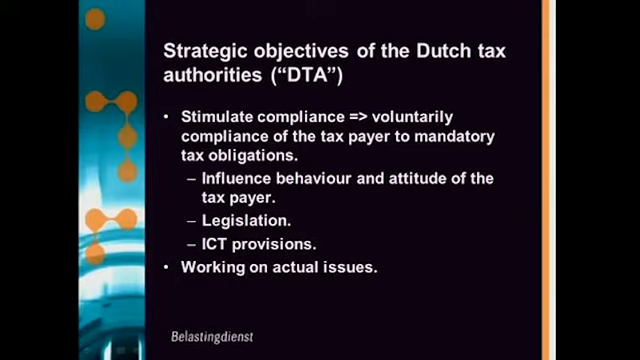 Strategic objectives of the Dutch tax
authorities (“DTA”)
• Stimulate compliance => voluntarily
compliance of the tax payer to mandatory
tax obligations.
– Influence behaviour and attitude of the
tax payer.
– Legislation.
– ICT provisions.
• Working on actual issues.
Belastingdienst